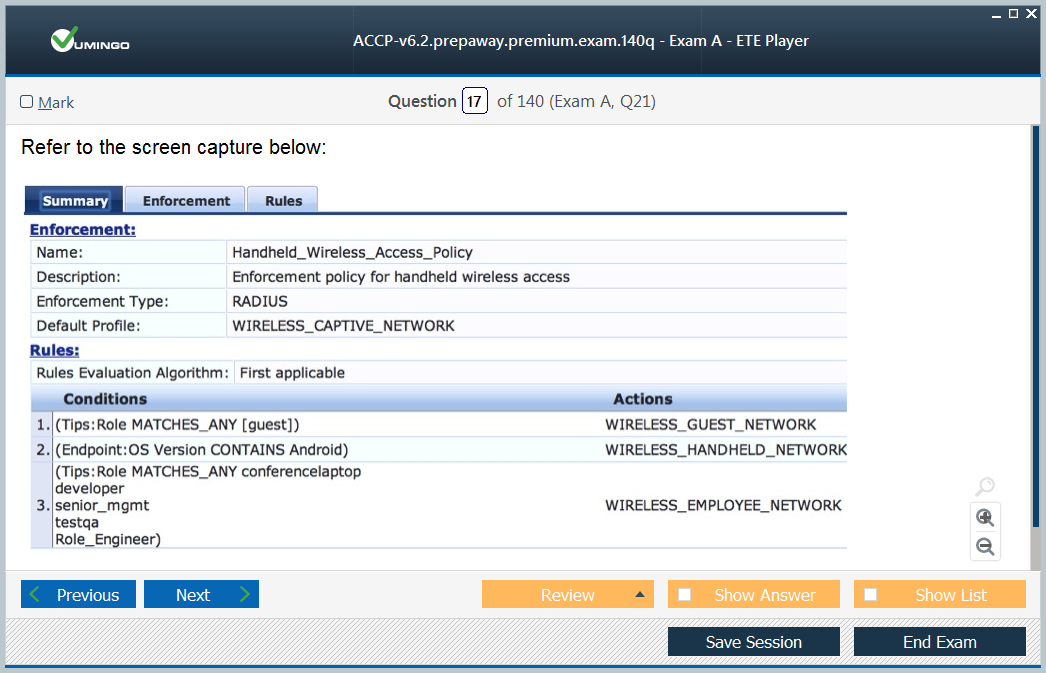 VUMINGO
ACCP-v6.2.prepaway.premium.exam.140q - Exam A - ETE Player
Mark
Question 17 of 140 (Exam A, Q21)
Refer to the screen capture below:
Summary Enforcement Rules
Enforcement:
Name: Handheld_Wireless_Access_Policy
Description: Enforcement policy for handheld wireless access
Enforcement Type: RADIUS
Default Profile: WIRELESS_CAPTIVE_NETWORK
Rules:
Rules Evaluation Algorithm: First applicable
Conditions Actions
1. (Tips:Role MATCHES_ANY [guest]) WIRELESS_GUEST_NETWORK
2. (Endpoint:OS Version CONTAINS Android) WIRELESS_HANDHELD_NETWORK
(Tips:Role MATCHES_ANY conferencelaptop
developer
3. senior_mgmt WIRELESS_EMPLOYEE_NETWORK
testqa
Role_Engineer)
Previous Next Review Show Answer Show List
Save Session End Exam